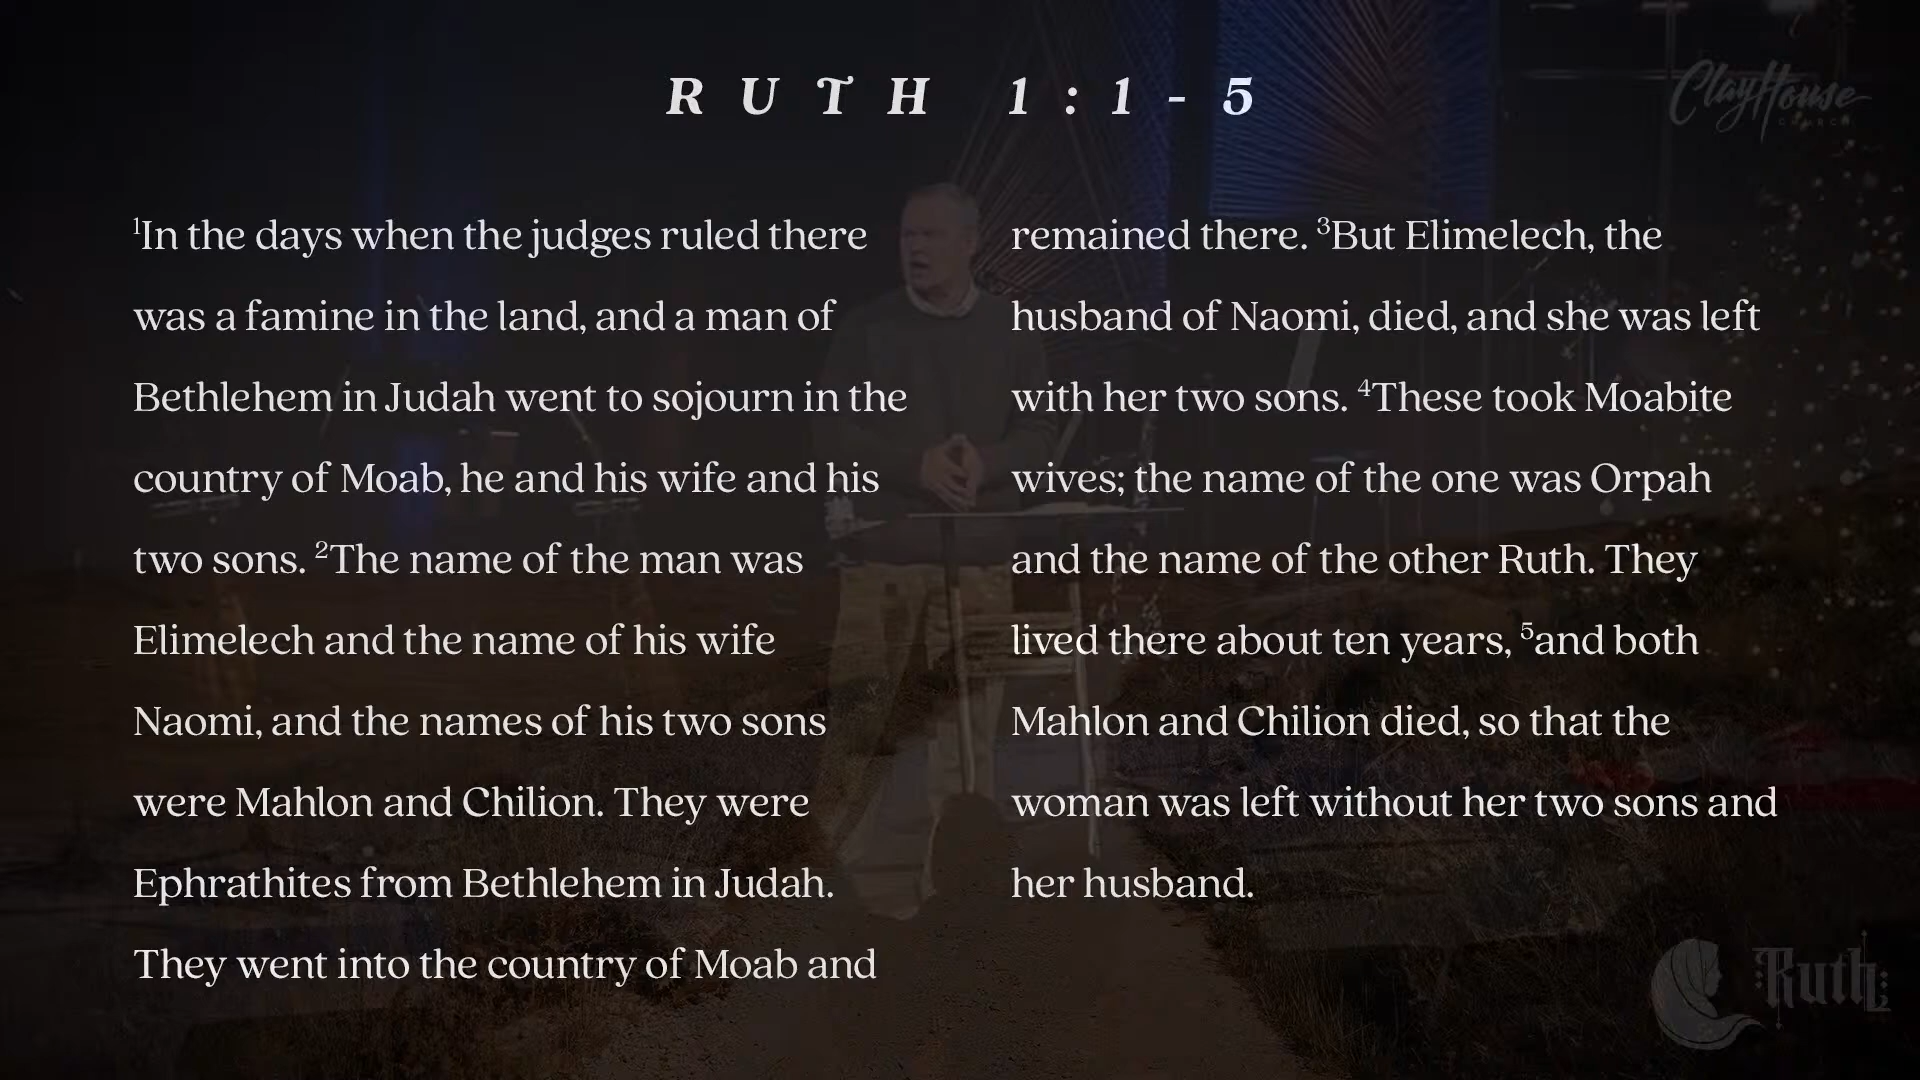 RUTH 1:1-5
ClayHouse
CHURCH
¹In the days when the judges ruled there
was a famine in the land, and a man of
Bethlehem in Judah went to sojourn in the
country of Moab, he and his wife and his
two sons. ²The name of the man was
Elimelech and the name of his wife
Naomi, and the names of his two sons
were Mahlon and Chilion. They were
Ephrathites from Bethlehem in Judah.
They went into the country of Moab and
remained there. ³But Elimelech, the
husband of Naomi, died, and she was left
with her two sons. ⁴These took Moabite
wives; the name of the one was Orpah
and the name of the other Ruth. They
lived there about ten years, ⁵and both
Mahlon and Chilion died, so that the
woman was left without her two sons and
her husband.
Ruth